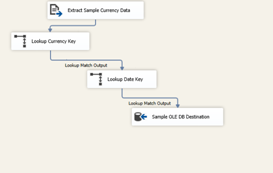 Extract Sample Currency Data
Lookup Currency Key
Lookup Match Output
Lookup Date Key
Lookup Match Output
Sample OLE DB Destination